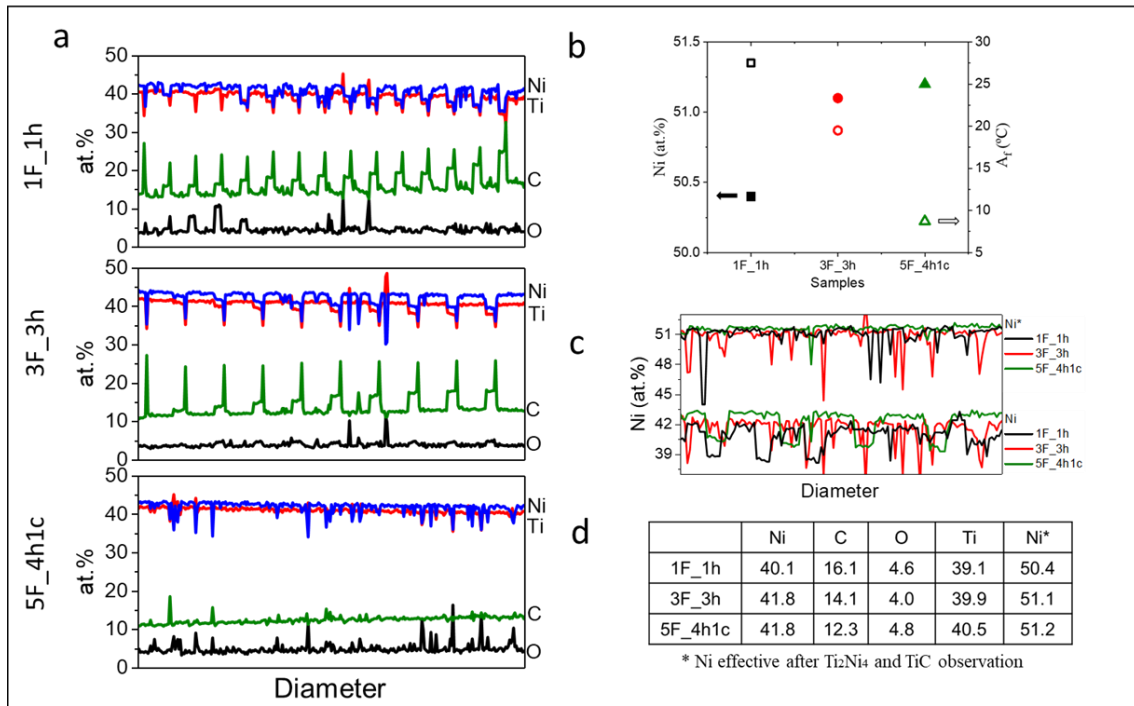 a
1F_1h
at.%
50
40
30
20
10
0
Ni
Ti
C
O
3F_3h
at.%
50
40
30
20
10
0
Ni
Ti
C
O
5F_4h1c
at.%
50
40
30
20
10
0
Ni
Ti
C
O
Diameter
b
Ni (at.%)
51.5
51.0
50.5
50.0
30
25
20
15
10
5
Af (°C)
1F_1h 3F_3h 5F_4h1c
Samples
c
Ni (at.%)
51
48
45
42
39
Ni*
1F_1h
3F_3h
5F_4h1c
Ni
1F_1h
3F_3h
5F_4h1c
Diameter
d
Ni C O Ti Ni*
1F_1h 40.1 16.1 4.6 39.1 50.4
3F_3h 41.8 14.1 4.0 39.9 51.1
5F_4h1c 41.8 12.3 4.8 40.5 51.2
* Ni effective after Ti₂Ni₄ and TiC observation